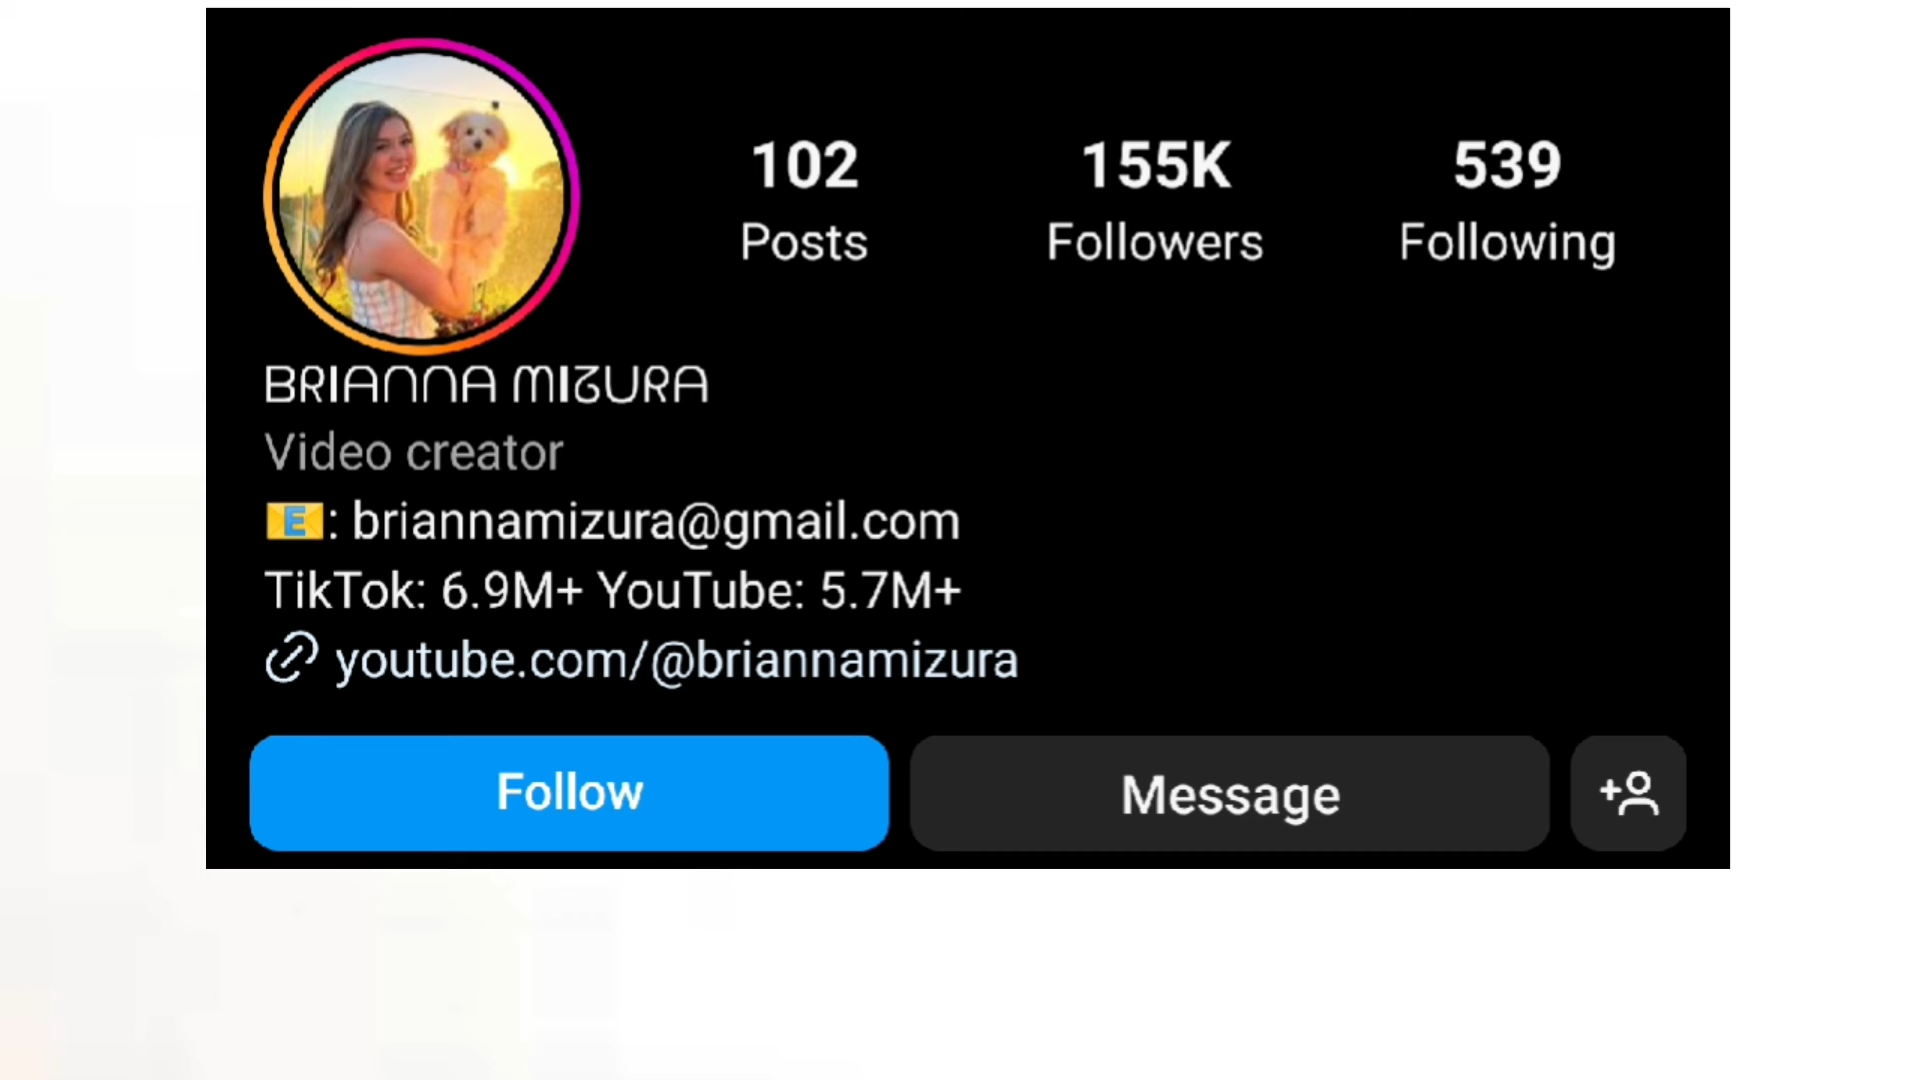 102 155K 539
Posts Followers Following
BRIANNA MIZURA
Video creator
📧: briannamizura@gmail.com
TikTok: 6.9M+ YouTube: 5.7M+
youtube.com/@briannamizura
Follow Message